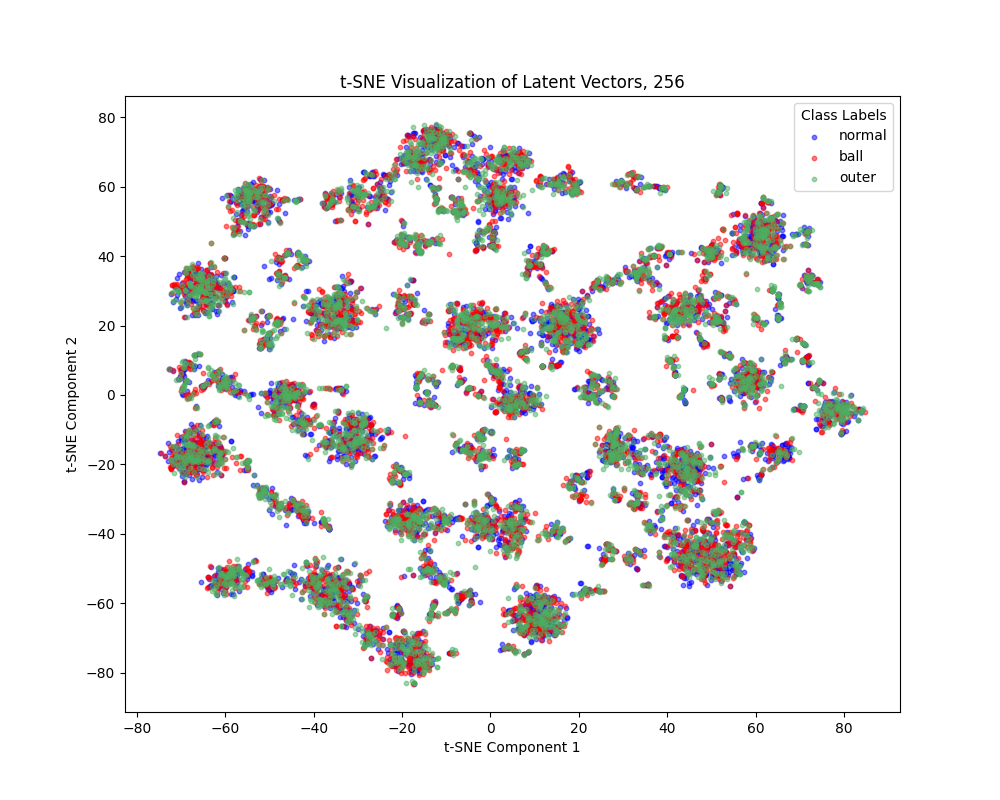 t-SNE Visualization of Latent Vectors, 256
Class Labels
normal
ball
outer
80
60
40
20
0
−20
−40
−60
−80
t-SNE Component 2
−80 −60 −40 −20 0 20 40 60 80
t-SNE Component 1